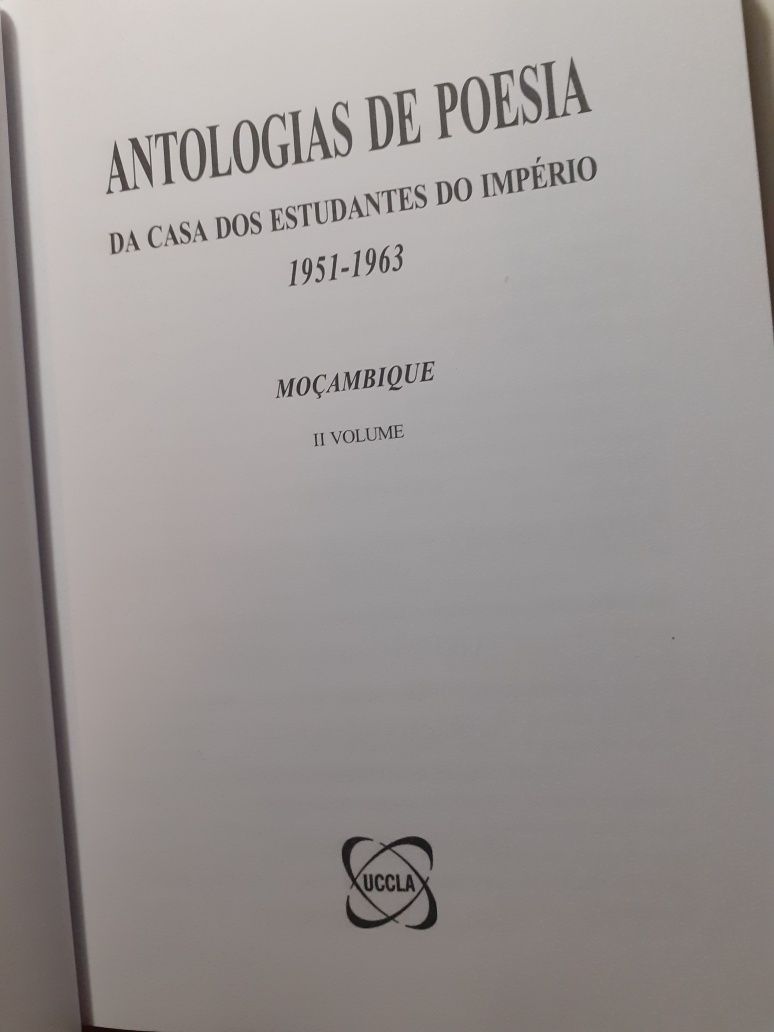 ANTOLOGIAS DE POESIA
DA CASA DOS ESTUDANTES DO IMPÉRIO
1951-1963
MOÇAMBIQUE
II VOLUME
UCCLA